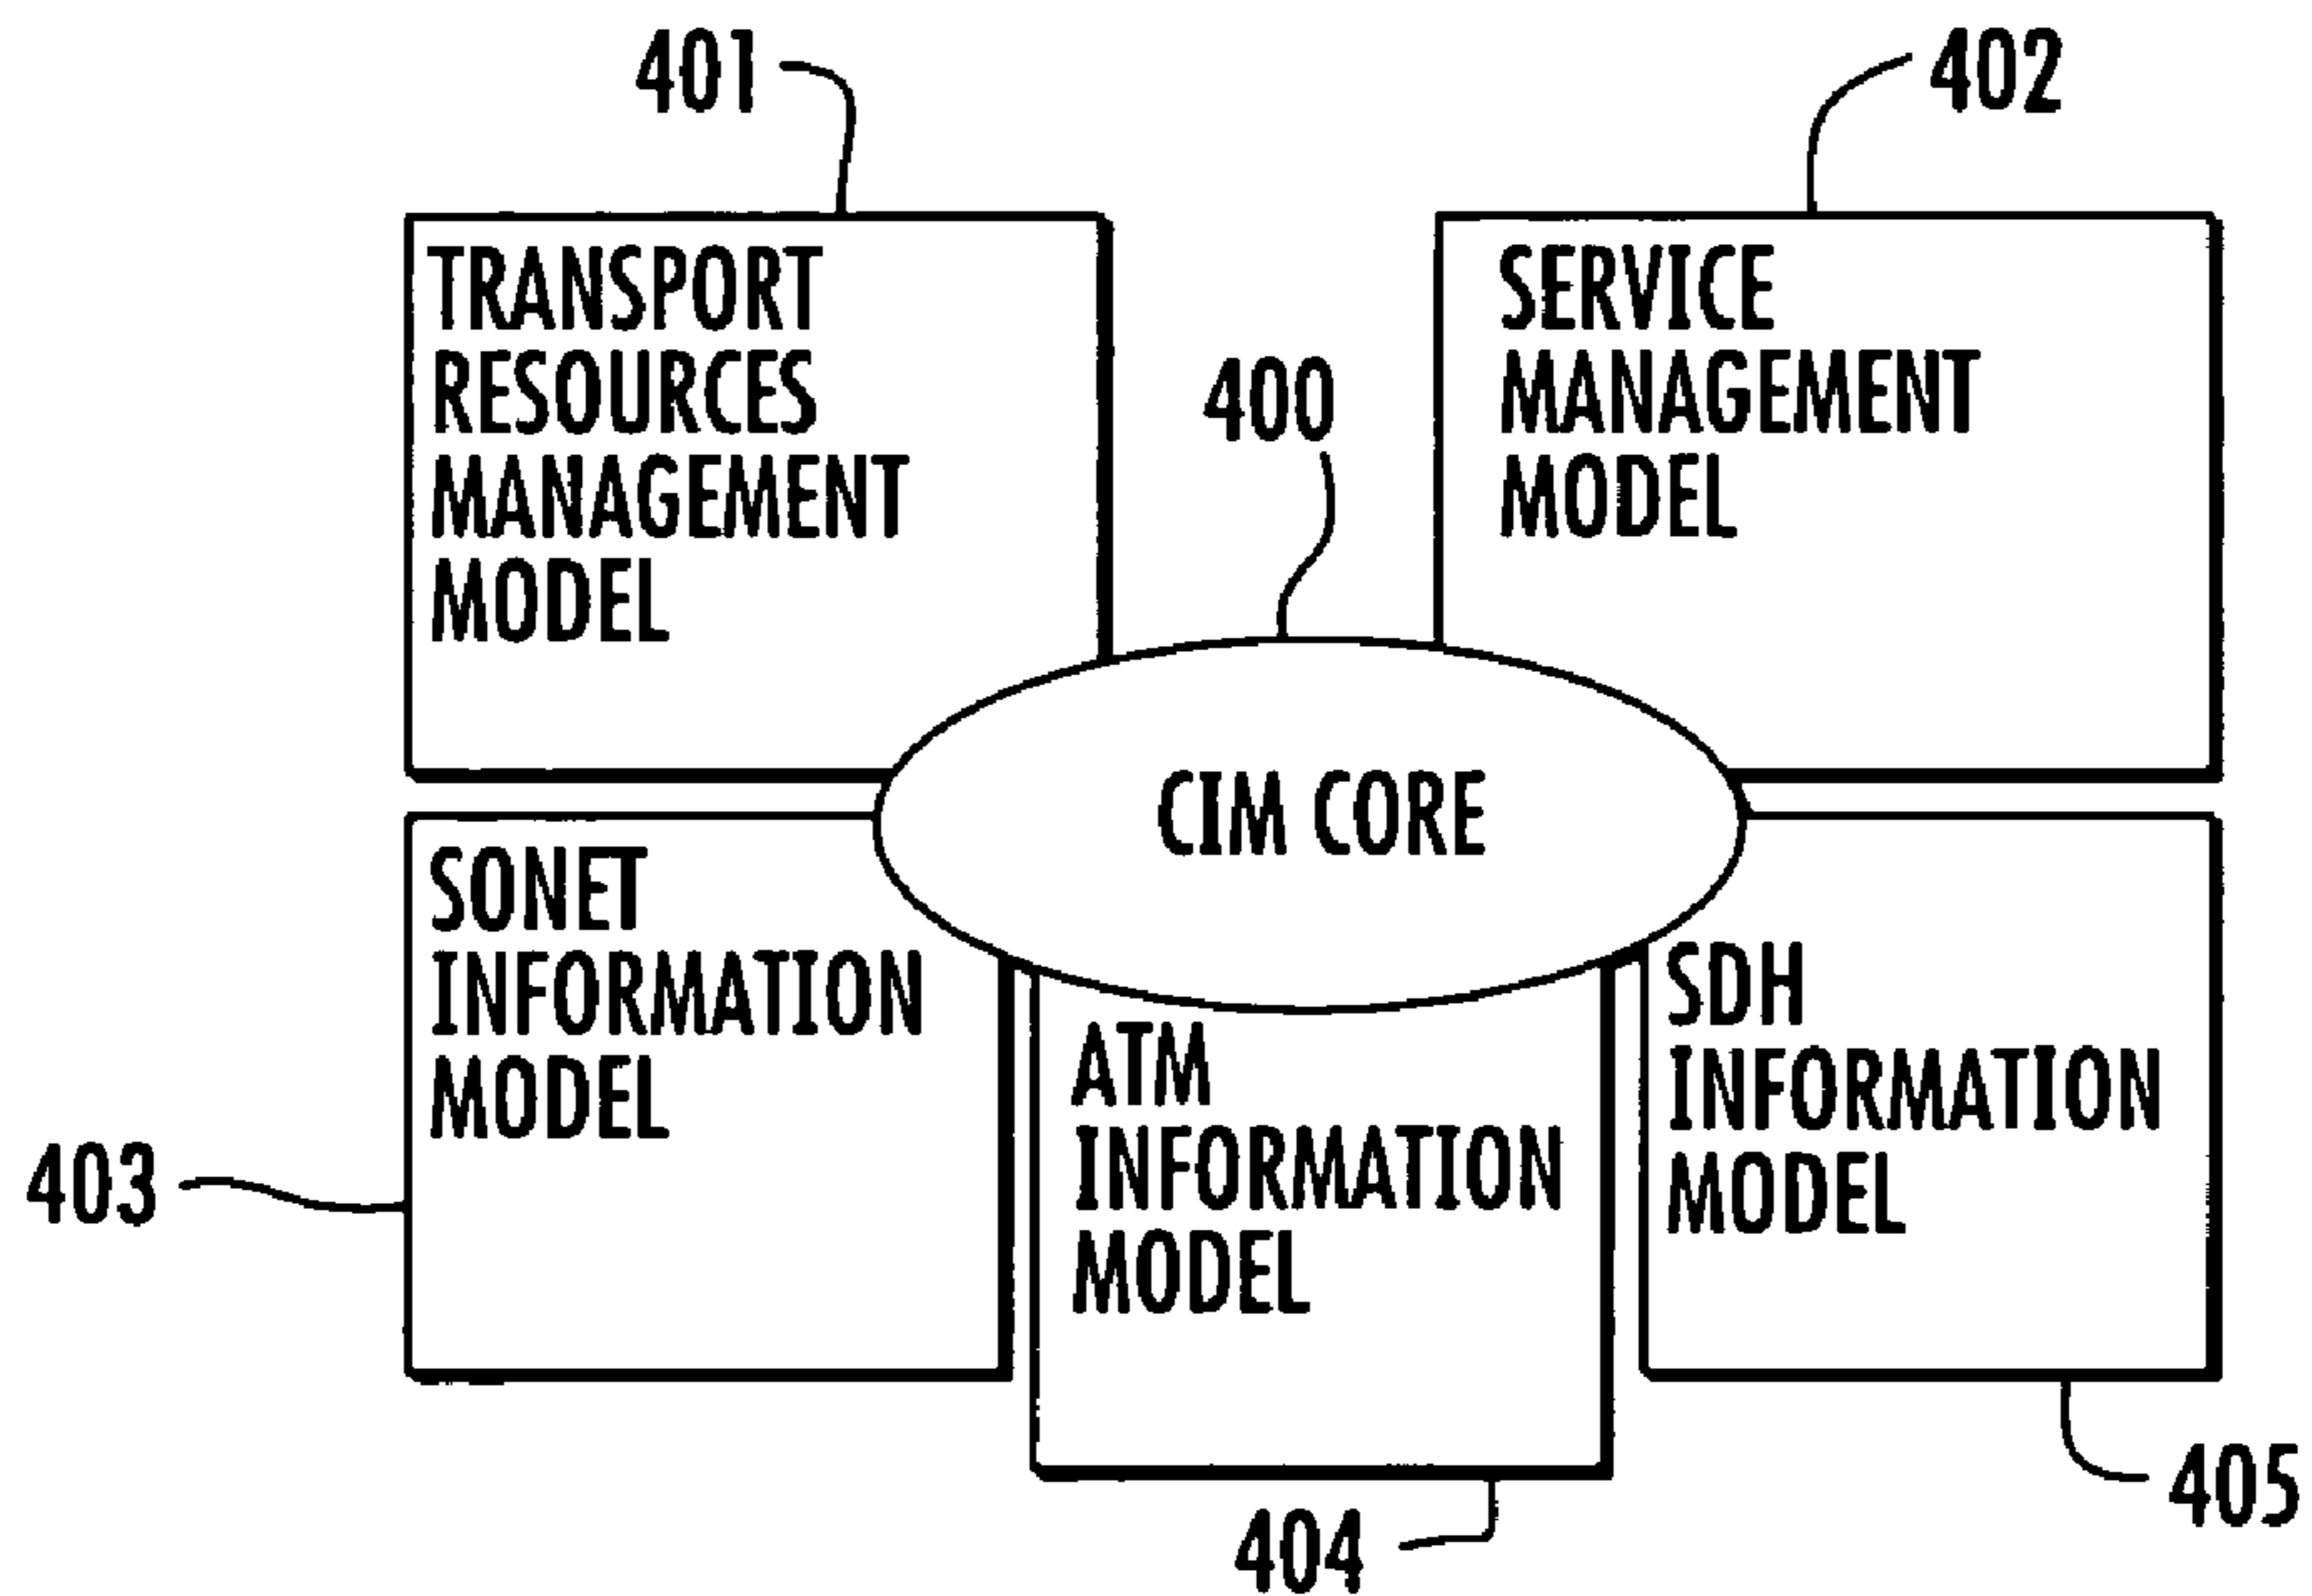 401
402
TRANSPORT
RESOURCES
MANAGEMENT
MODEL
SERVICE
MANAGEMENT
MODEL
400
CIM CORE
SONET
INFORMATION
MODEL
403
ATM
INFORMATION
MODEL
404
SDH
INFORMATION
MODEL
405